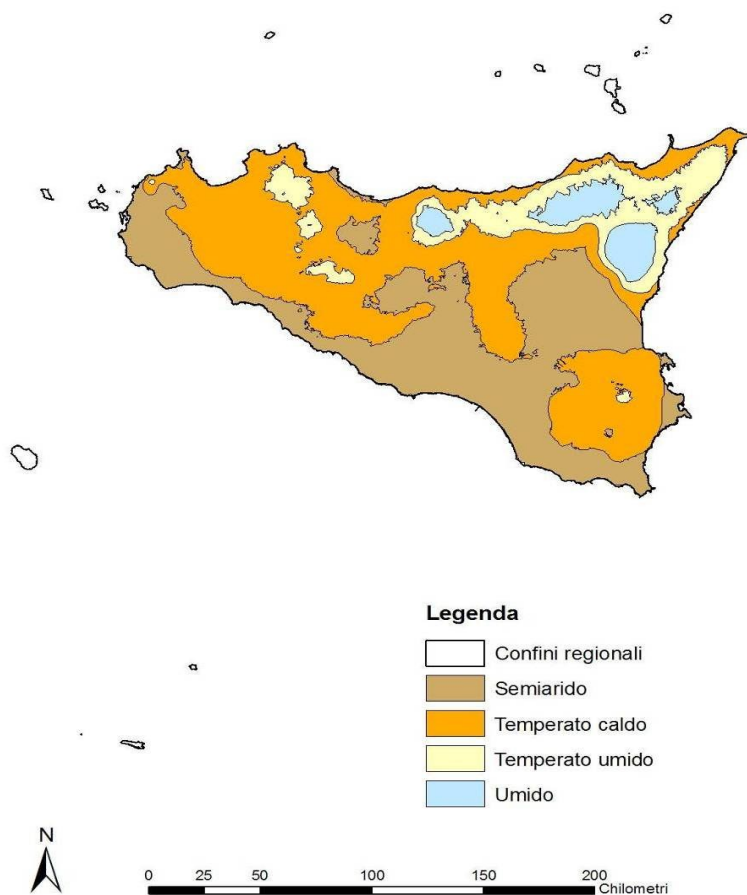 Legenda
Confini regionali
Semiarido
Temperato caldo
Temperato umido
Umido
N
0 25 50 100 150 200
Chilometri